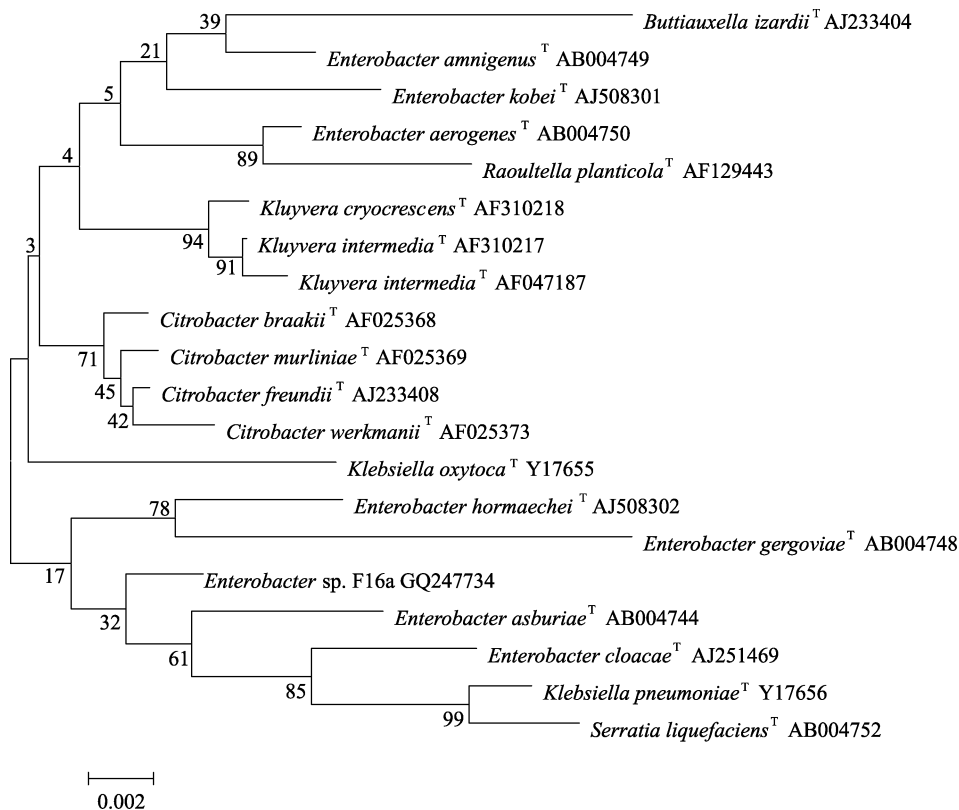 39
Buttiauxella izardii T AJ233404
21
Enterobacter amnigenus T AB004749
5
Enterobacter kobei T AJ508301
Enterobacter aerogenes T AB004750
89
4
Raoultella planticola T AF129443
Kluyvera cryocrescens T AF310218
94
3
Kluyvera intermedia T AF310217
91
Kluyvera intermedia T AF047187
Citrobacter braakii T AF025368
71
Citrobacter murliniae T AF025369
45
Citrobacter freundii T AJ233408
42
Citrobacter werkmanii T AF025373
Klebsiella oxytoca T Y17655
78
Enterobacter hormaechei T AJ508302
Enterobacter gergoviae T AB004748
17
Enterobacter sp. F16a GQ247734
32
Enterobacter asburiae T AB004744
61
Enterobacter cloacae T AJ251469
85
Klebsiella pneumoniae T Y17656
99
Serratia liquefaciens T AB004752
0.002